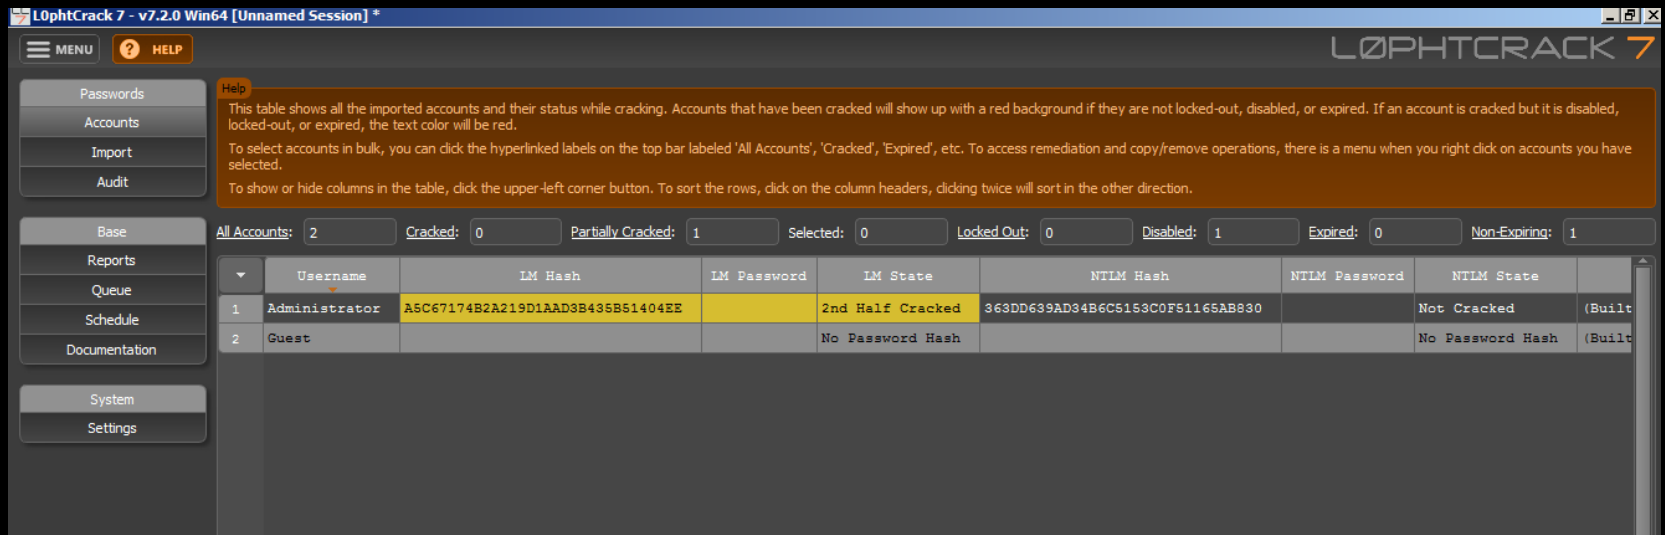 L0phtCrack 7 - v7.2.0 Win64 [Unnamed Session] *
MENU
? HELP
LØPHTCRACK 7
Passwords
Accounts
Import
Audit
Base
Reports
Queue
Schedule
Documentation
System
Settings
Help
This table shows all the imported accounts and their status while cracking. Accounts that have been cracked will show up with a red background if they are not locked-out, disabled, or expired. If an account is cracked but it is disabled,
locked-out, or expired, the text color will be red.
To select accounts in bulk, you can click the hyperlinked labels on the top bar labeled 'All Accounts', 'Cracked', 'Expired', etc. To access remediation and copy/remove operations, there is a menu when you right click on accounts you have
selected.
To show or hide columns in the table, click the upper-left corner button. To sort the rows, click on the column headers, clicking twice will sort in the other direction.
All Accounts: 2 Cracked: 0 Partially Cracked: 1 Selected: 0 Locked Out: 0 Disabled: 1 Expired: 0 Non-Expiring: 1
Username LM Hash LM Password LM State NTLM Hash NTLM Password NTLM State
1 Administrator A5C67174B2A219D1AAD3B435B51404EE 2nd Half Cracked 363DD639AD34B6C5153C0F51165AB830 Not Cracked (Built
2 Guest No Password Hash No Password Hash (Built